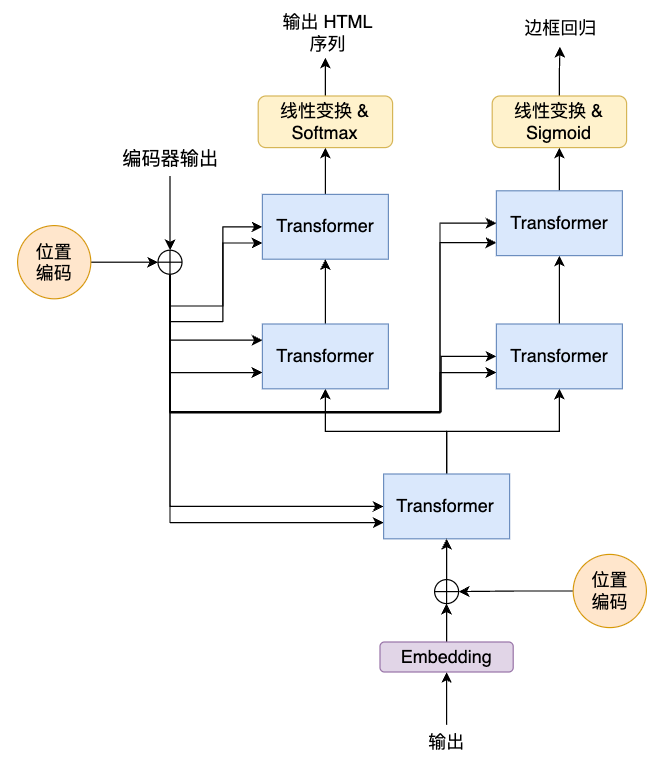 输出 HTML
序列
边框回归
线性变换 &
Softmax
线性变换 &
Sigmoid
编码器输出
位置
编码
Transformer
Transformer
Transformer
Transformer
Transformer
位置
编码
Embedding
输出